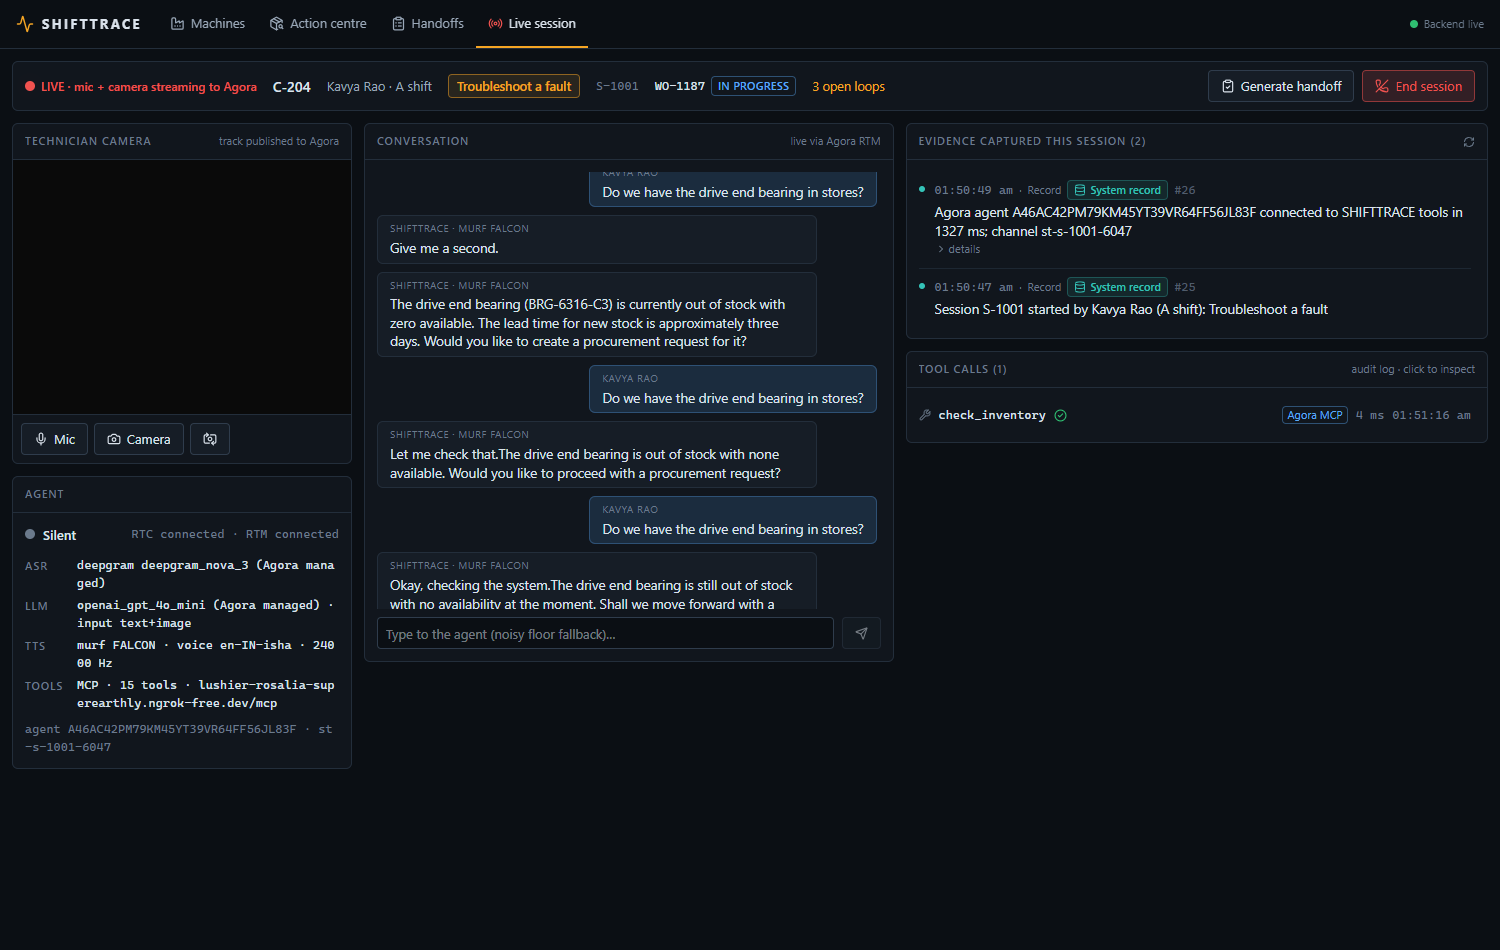 SHIFTTRACE
Machines
Action centre
Handoffs
Live session
Backend live
LIVE · mic + camera streaming to Agora
C-204
Kavya Rao · A shift
Troubleshoot a fault
S-1001
WO-1187
IN PROGRESS
3 open loops
Generate handoff
End session
TECHNICIAN CAMERA
track published to Agora
Mic
Camera
AGENT
Silent
RTC connected · RTM connected
ASR
deepgram deepgram_nova_3 (Agora mana
ged)
LLM
openai_gpt_4o_mini (Agora managed) ·
input text+image
TTS
murf FALCON · voice en-IN-isha · 240
00 Hz
TOOLS
MCP · 15 tools · lushier-rosalia-sup
erearthly.ngrok-free.dev/mcp
agent A46AC42PM79KM45YT39VR64FF56JL83F · st
-s-1001-6047
CONVERSATION
live via Agora RTM
KAVYA RAO
Do we have the drive end bearing in stores?
SHIFTTRACE · MURF FALCON
Give me a second.
SHIFTTRACE · MURF FALCON
The drive end bearing (BRG-6316-C3) is currently out of stock with
zero available. The lead time for new stock is approximately three
days. Would you like to create a procurement request for it?
KAVYA RAO
Do we have the drive end bearing in stores?
SHIFTTRACE · MURF FALCON
Let me check that.The drive end bearing is out of stock with none
available. Would you like to proceed with a procurement request?
KAVYA RAO
Do we have the drive end bearing in stores?
SHIFTTRACE · MURF FALCON
Okay, checking the system.The drive end bearing is still out of stock
with no availability at the moment. Shall we move forward with a
Type to the agent (noisy floor fallback)...
EVIDENCE CAPTURED THIS SESSION (2)
01:50:49 am · Record
System record
#26
Agora agent A46AC42PM79KM45YT39VR64FF56JL83F connected to SHIFTTRACE tools in
1327 ms; channel st-s-1001-6047
details
01:50:47 am · Record
System record
#25
Session S-1001 started by Kavya Rao (A shift): Troubleshoot a fault
TOOL CALLS (1)
audit log · click to inspect
check_inventory
Agora MCP
4 ms
01:51:16 am